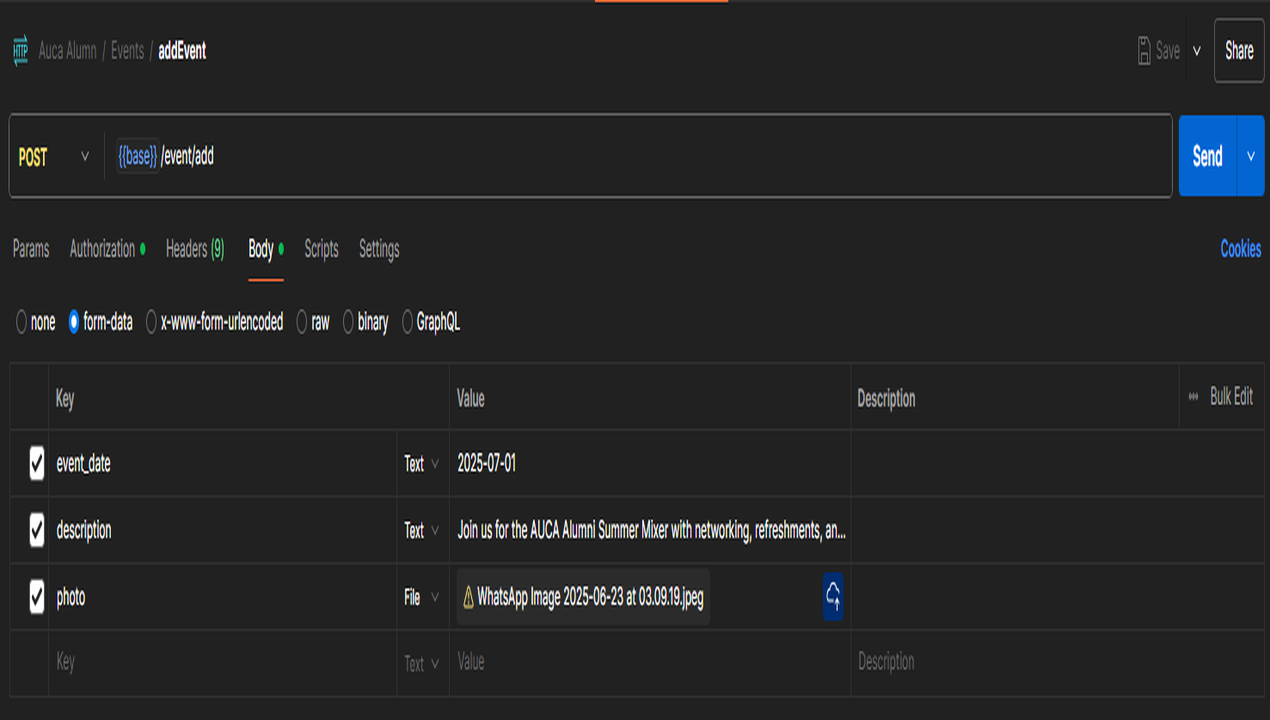 HTTP Auca Alumn / Events / addEvent Save Share
POST {{base}} /event/add Send
Params Authorization Headers (9) Body Scripts Settings Cookies
none form-data x-www-form-urlencoded raw binary GraphQL
Key Value Description Bulk Edit
event_date Text 2025-07-01
description Text Join us for the AUCA Alumni Summer Mixer with networking, refreshments, an...
photo File WhatsApp Image 2025-06-23 at 03.09.19.jpeg
Key Text Value Description